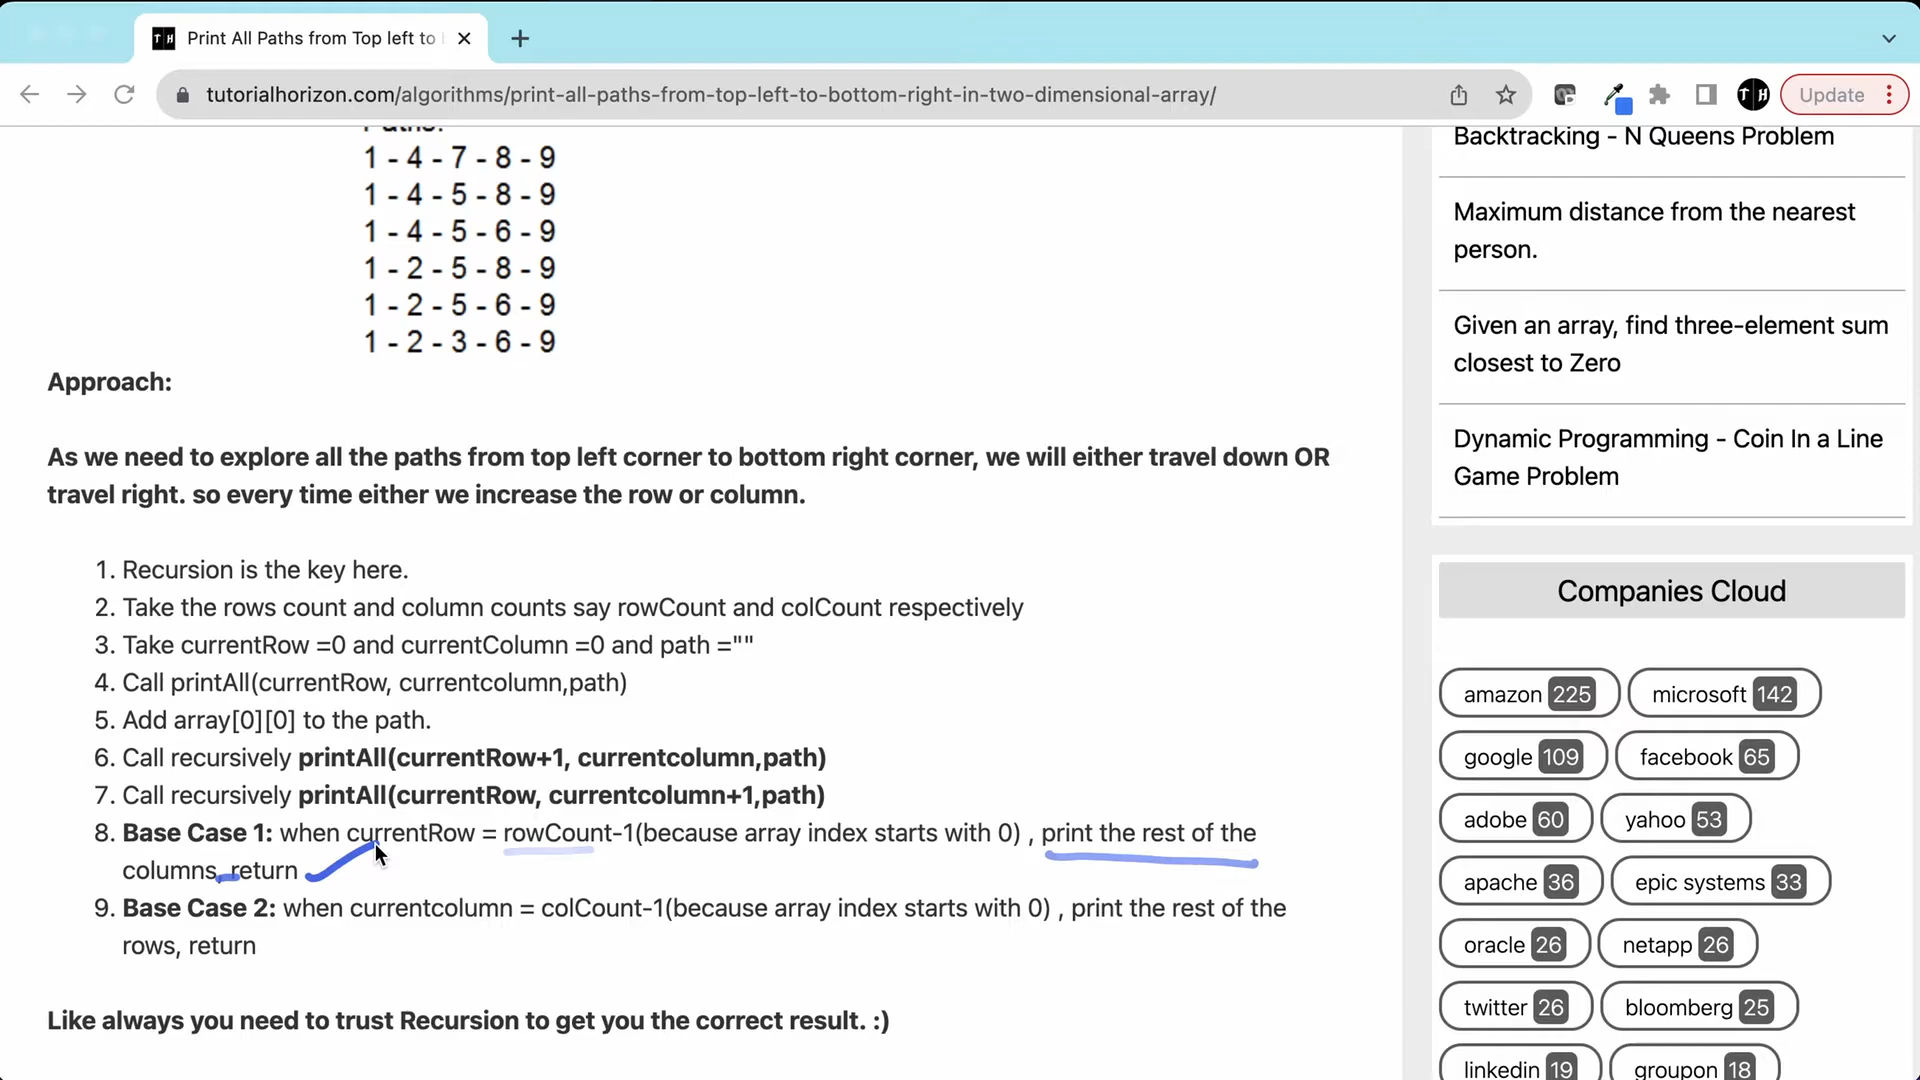 Print All Paths from Top left to
tutorialhorizon.com/algorithms/print-all-paths-from-top-left-to-bottom-right-in-two-dimensional-array/
TH
Update
Paths:
1 - 4 - 7 - 8 - 9
1 - 4 - 5 - 8 - 9
1 - 4 - 5 - 6 - 9
1 - 2 - 5 - 8 - 9
1 - 2 - 5 - 6 - 9
1 - 2 - 3 - 6 - 9
Approach:
As we need to explore all the paths from top left corner to bottom right corner, we will either travel down OR
travel right. so every time either we increase the row or column.
1. Recursion is the key here.
2. Take the rows count and column counts say rowCount and colCount respectively
3. Take currentRow =0 and currentColumn =0 and path =""
4. Call printAll(currentRow, currentcolumn,path)
5. Add array[0][0] to the path.
6. Call recursively printAll(currentRow+1, currentcolumn,path)
7. Call recursively printAll(currentRow, currentcolumn+1,path)
8. Base Case 1: when currentRow = rowCount-1(because array index starts with 0) , print the rest of the
columns, return
9. Base Case 2: when currentcolumn = colCount-1(because array index starts with 0) , print the rest of the
rows, return
Like always you need to trust Recursion to get you the correct result. :)
Backtracking - N Queens Problem
Maximum distance from the nearest
person.
Given an array, find three-element sum
closest to Zero
Dynamic Programming - Coin In a Line
Game Problem
Companies Cloud
amazon 225 microsoft 142
google 109 facebook 65
adobe 60 yahoo 53
apache 36 epic systems 33
oracle 26 netapp 26
twitter 26 bloomberg 25
linkedin 19 groupon 18